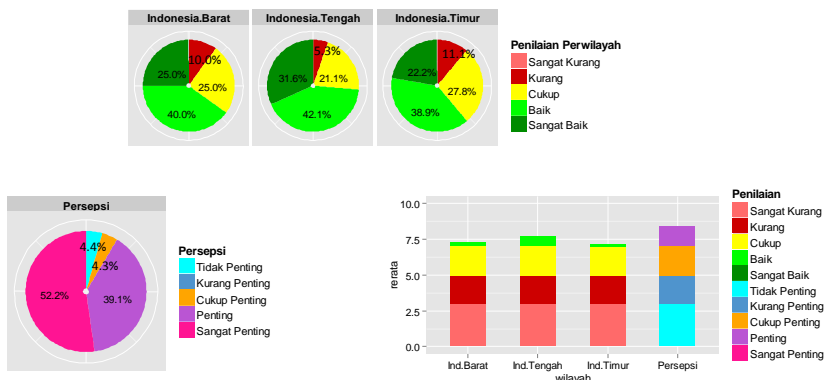 Indonesia.Barat Indonesia.Tengah Indonesia.Timur
10.0%
25.0%
40.0%
25.0%
5.3%
21.1%
42.1%
31.6%
11.1%
27.8%
38.9%
22.2%
Penilaian Perwilayah
Sangat Kurang
Kurang
Cukup
Baik
Sangat Baik
Persepsi
4.4%
4.3%
39.1%
52.2%
Persepsi
Tidak Penting
Kurang Penting
Cukup Penting
Penting
Sangat Penting
rerata
10.0
7.5
5.0
2.5
0.0
Ind.Barat Ind.Tengah Ind.Timur Persepsi
wilayah
Penilaian
Sangat Kurang
Kurang
Cukup
Baik
Sangat Baik
Tidak Penting
Kurang Penting
Cukup Penting
Penting
Sangat Penting